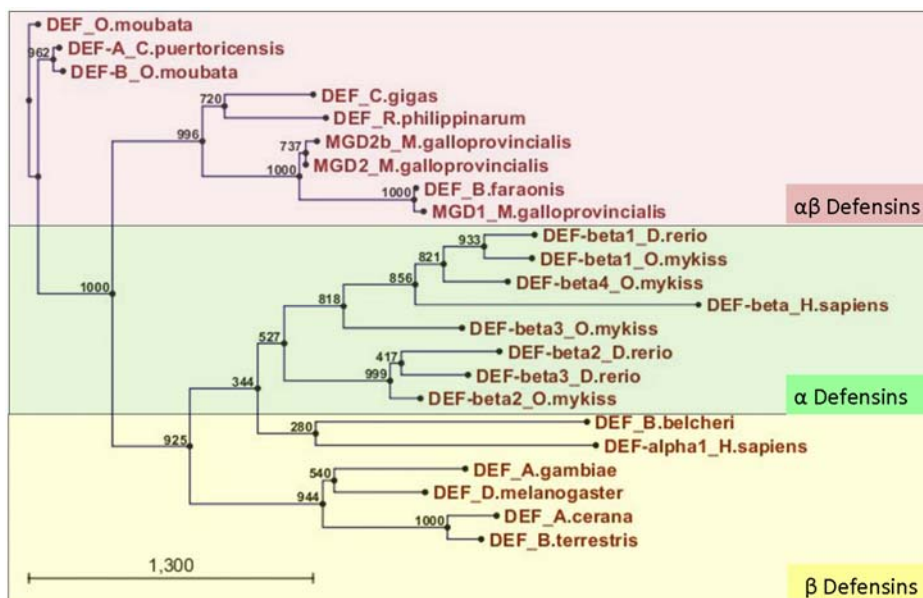 DEF_O.moubata
962
DEF-A_C.puertoricensis
DEF-B_O.moubata
DEF_C.gigas
720
DEF_R.philippinarum
996
MGD2b_M.galloprovincialis
737
MGD2_M.galloprovincialis
1000
DEF_B.faraonis
1000
MGD1_M.galloprovincialis
αβ Defensins
DEF-beta1_D.rerio
933
821
DEF-beta1_O.mykiss
856
DEF-beta4_O.mykiss
1000
818
DEF-beta_H.sapiens
DEF-beta3_O.mykiss
527
DEF-beta2_D.rerio
417
999
DEF-beta3_D.rerio
344
DEF-beta2_O.mykiss
α Defensins
DEF_B.belcheri
280
925
DEF-alpha1_H.sapiens
DEF_A.gambiae
540
DEF_D.melanogaster
944
DEF_A.cerana
1000
DEF_B.terrestris
1,300
β Defensins